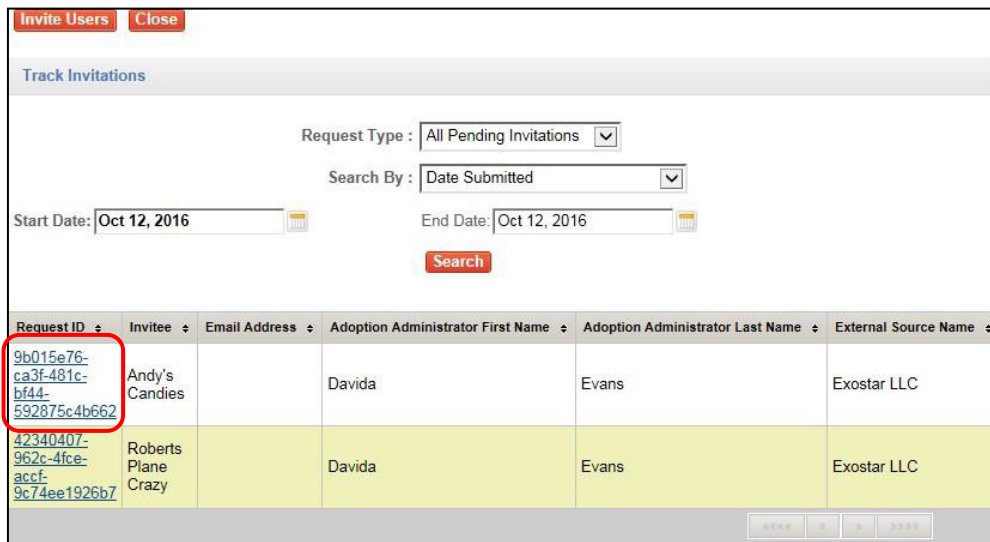 Invite Users Close
Track Invitations
Request Type : All Pending Invitations
Search By : Date Submitted
Start Date: Oct 12, 2016 End Date: Oct 12, 2016
Search
Request ID Invitee Email Address Adoption Administrator First Name Adoption Administrator Last Name External Source Name
9b015e76-
ca3f-481c-
bf44-
592875c4b662
Andy's
Candies
Davida Evans Exostar LLC
42340407-
962c-4fce-
accf-
9c74ee1926b7
Roberts
Plane
Crazy
Davida Evans Exostar LLC
<<<< < > >>>>